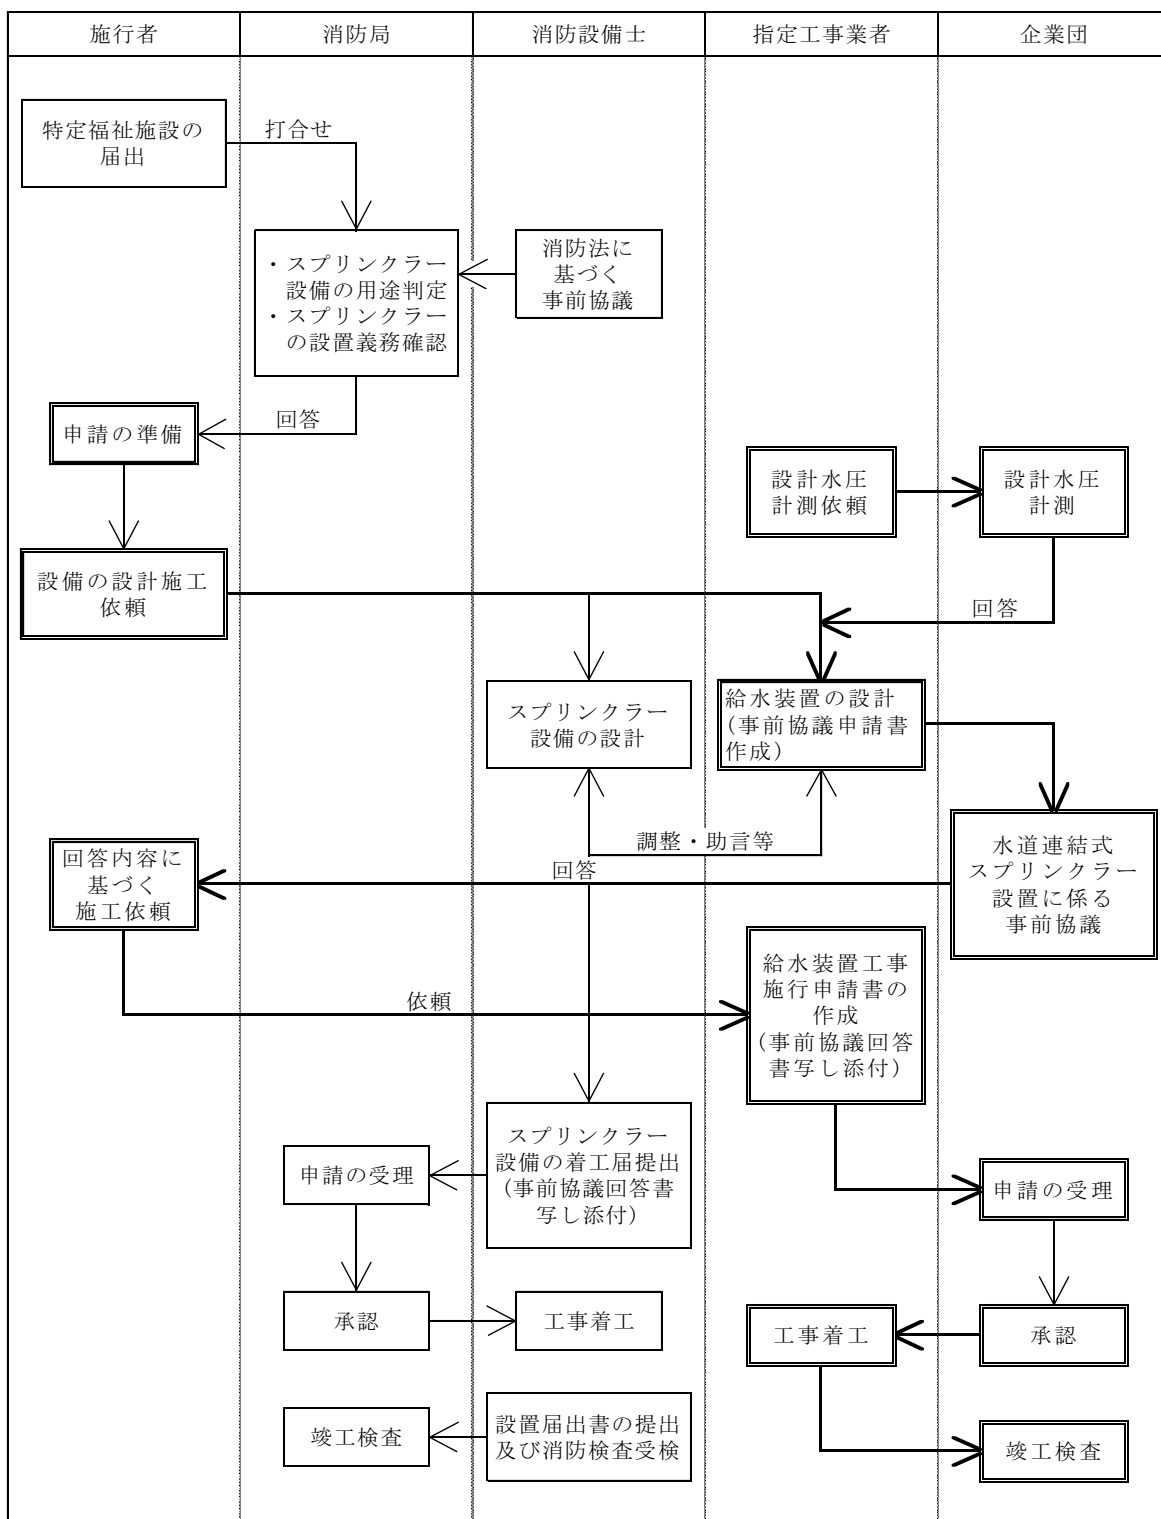 施行者
消防局
消防設備士
指定工事業者
企業団
特定福祉施設の
届出
打合せ
・スプリンクラー
設備の用途判定
・スプリンクラー
の設置義務確認
消防法に
基づく
事前協議
回答
申請の準備
設計水圧
計測依頼
設計水圧
計測
設備の設計施工
依頼
回答
スプリンクラー
設備の設計
給水装置の設計
(事前協議申請書
作成)
調整・助言等
回答内容に
基づく
施工依頼
回答
水道連結式
スプリンクラー
設置に係る
事前協議
依頼
給水装置工事
施行申請書の
作成
(事前協議回答
書写し添付)
申請の受理
スプリンクラー
設備の着工届提出
(事前協議回答書
写し添付)
申請の受理
承認
工事着工
工事着工
承認
竣工検査
設置届出書の提出
及び消防検査受検
竣工検査